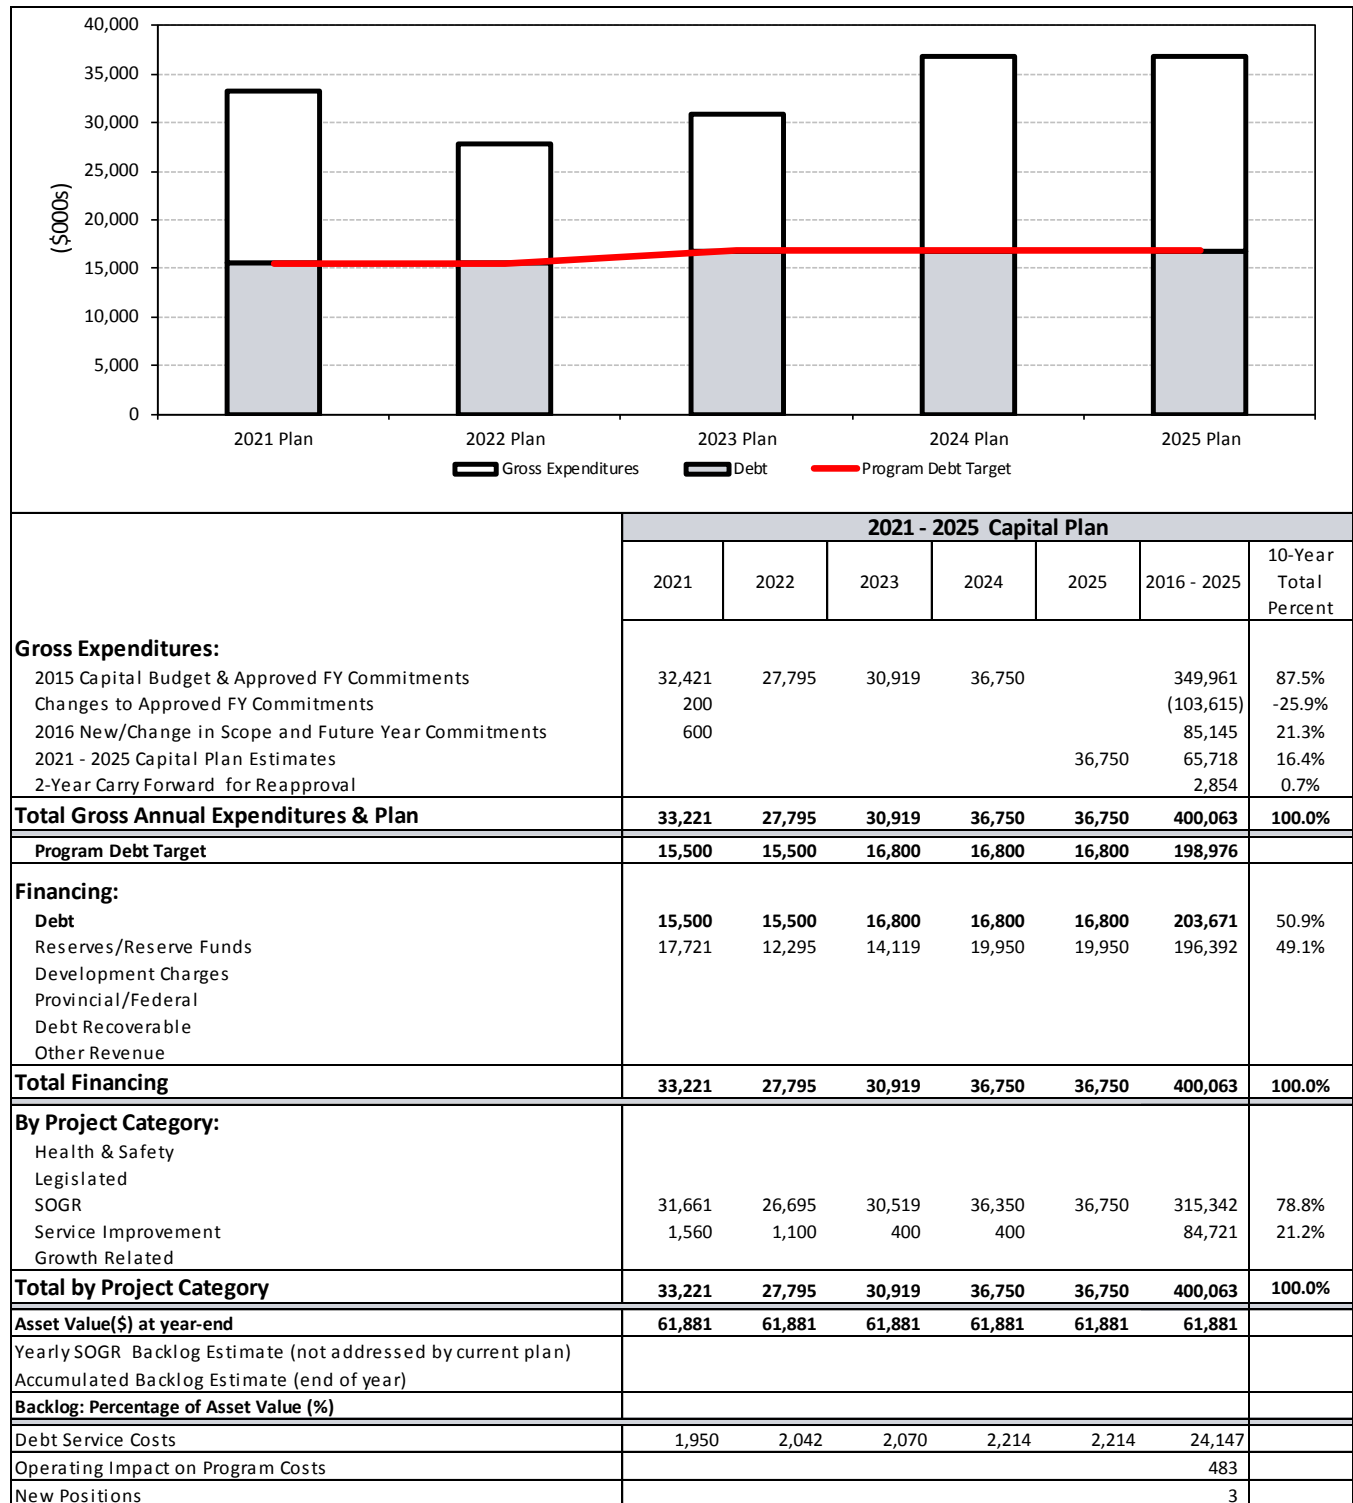 40,000
35,000
30,000
25,000
20,000
15,000
10,000
5,000
0
($000s)
2021 Plan 2022 Plan 2023 Plan 2024 Plan 2025 Plan
Gross Expenditures Debt Program Debt Target
2021 - 2025 Capital Plan
2021 2022 2023 2024 2025 2016 - 2025 10-Year Total Percent
Gross Expenditures:
2015 Capital Budget & Approved FY Commitments 32,421 27,795 30,919 36,750 349,961 87.5%
Changes to Approved FY Commitments 200 (103,615) -25.9%
2016 New/Change in Scope and Future Year Commitments 600 85,145 21.3%
2021 - 2025 Capital Plan Estimates 36,750 65,718 16.4%
2-Year Carry Forward for Reapproval 2,854 0.7%
Total Gross Annual Expenditures & Plan 33,221 27,795 30,919 36,750 36,750 400,063 100.0%
Program Debt Target 15,500 15,500 16,800 16,800 16,800 198,976
Financing:
Debt 15,500 15,500 16,800 16,800 16,800 203,671 50.9%
Reserves/Reserve Funds 17,721 12,295 14,119 19,950 19,950 196,392 49.1%
Development Charges
Provincial/Federal
Debt Recoverable
Other Revenue
Total Financing 33,221 27,795 30,919 36,750 36,750 400,063 100.0%
By Project Category:
Health & Safety
Legislated
SOGR 31,661 26,695 30,519 36,350 36,750 315,342 78.8%
Service Improvement 1,560 1,100 400 400 84,721 21.2%
Growth Related
Total by Project Category 33,221 27,795 30,919 36,750 36,750 400,063 100.0%
Asset Value($) at year-end 61,881 61,881 61,881 61,881 61,881 61,881
Yearly SOGR Backlog Estimate (not addressed by current plan)
Accumulated Backlog Estimate (end of year)
Backlog: Percentage of Asset Value (%)
Debt Service Costs 1,950 2,042 2,070 2,214 2,214 24,147
Operating Impact on Program Costs 483
New Positions 3